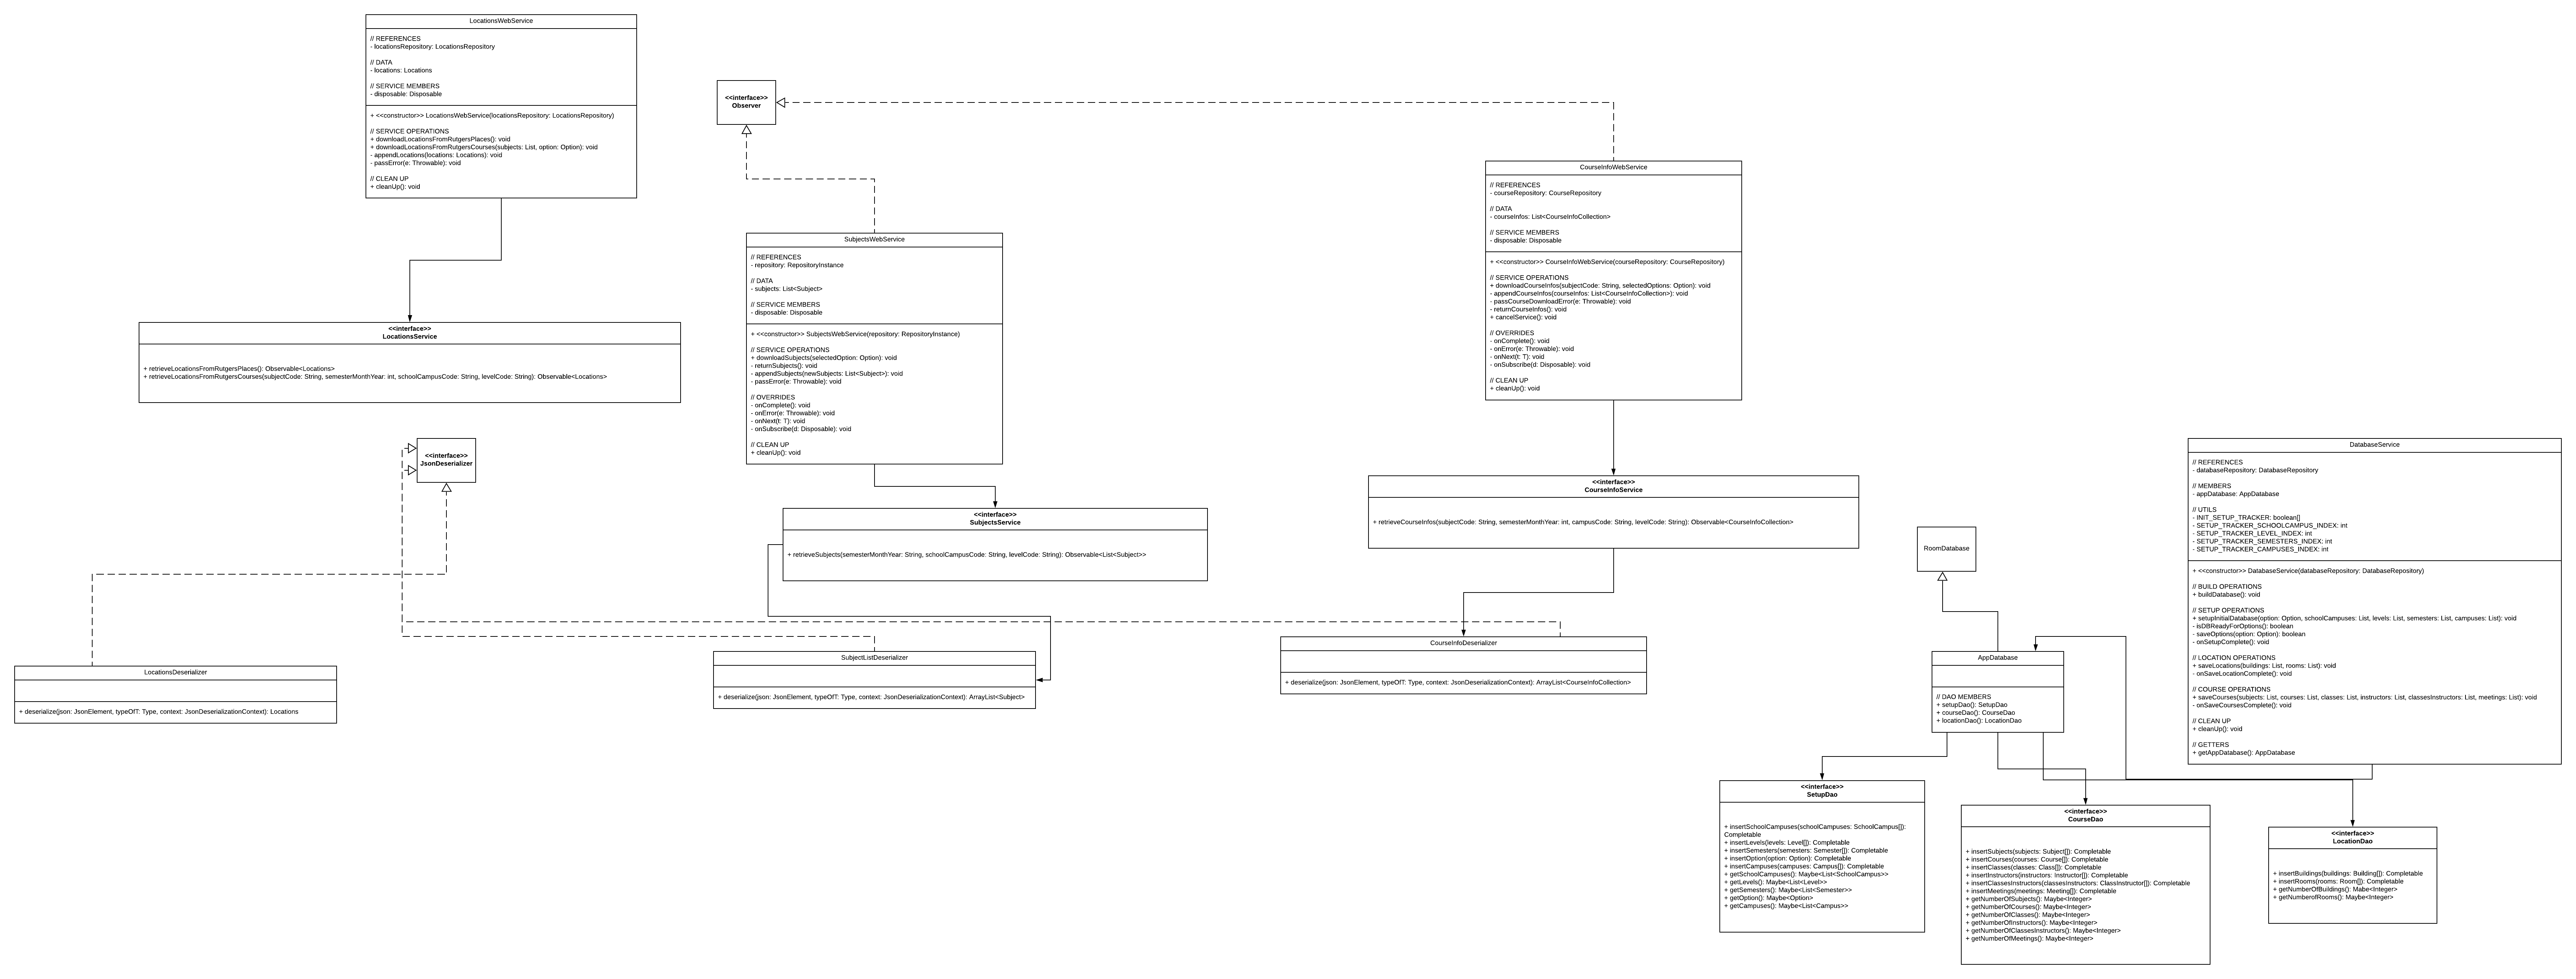 LocationsWebService
// REFERENCES
- locationsRepository: LocationsRepository
// DATA
- locations: Locations
// SERVICE MEMBERS
- disposable: Disposable
+ <<constructor>> LocationsWebService(locationsRepository: LocationsRepository)
// SERVICE OPERATIONS
+ downloadLocationsFromRutgersPlaces(): void
+ downloadLocationsFromRutgersCourses(subjects: List, option: Option): void
- appendLocations(locations: Locations): void
- passError(e: Throwable): void
// CLEAN UP
+ cleanUp(): void
<<interface>>
Observer
CourseInfoWebService
// REFERENCES
- courseRepository: CourseRepository
// DATA
- courseInfos: List<CourseInfoCollection>
// SERVICE MEMBERS
- disposable: Disposable
+ <<constructor>> CourseInfoWebService(courseRepository: CourseRepository)
// SERVICE OPERATIONS
+ downloadCourseInfos(subjectCode: String, selectedOptions: Option): void
- appendCourseInfos(courseInfos: List<CourseInfoCollection>): void
- passCourseDownloadError(e: Throwable): void
- returnCourseInfos(): void
+ cancelService(): void
// OVERRIDES
- onComplete(): void
- onError(e: Throwable): void
- onNext(t: T): void
- onSubscribe(d: Disposable): void
// CLEAN UP
+ cleanUp(): void
SubjectsWebService
// REFERENCES
- repository: RepositoryInstance
// DATA
- subjects: List<Subject>
// SERVICE MEMBERS
- disposable: Disposable
+ <<constructor>> SubjectsWebService(repository: RepositoryInstance)
// SERVICE OPERATIONS
+ downloadSubjects(selectedOption: Option): void
- returnSubjects(): void
- appendSubjects(newSubjects: List<Subject>): void
- passError(e: Throwable): void
// OVERRIDES
- onComplete(): void
- onError(e: Throwable): void
- onNext(t: T): void
- onSubscribe(d: Disposable): void
// CLEAN UP
+ cleanUp(): void
<<interface>>
LocationsService
+ retrieveLocationsFromRutgersPlaces(): Observable<Locations>
+ retrieveLocationsFromRutgersCourses(subjectCode: String, semesterMonthYear: int, schoolCampusCode: String, levelCode: String): Observable<Locations>
<<interface>>
JsonDeserializer
<<interface>>
SubjectsService
+ retrieveSubjects(semesterMonthYear: String, schoolCampusCode: String, levelCode: String): Observable<List<Subject>>
<<interface>>
CourseInfoService
+ retrieveCourseInfos(subjectCode: String, semesterMonthYear: int, campusCode: String, levelCode: String): Observable<CourseInfoCollection>
DatabaseService
// REFERENCES
- databaseRepository: DatabaseRepository
// MEMBERS
- appDatabase: AppDatabase
// UTILS
- INIT_SETUP_TRACKER: boolean[]
- SETUP_TRACKER_SCHOOLCAMPUS_INDEX: int
- SETUP_TRACKER_LEVEL_INDEX: int
- SETUP_TRACKER_SEMESTERS_INDEX: int
- SETUP_TRACKER_CAMPUSES_INDEX: int
+ <<constructor>> DatabaseService(databaseRepository: DatabaseRepository)
// BUILD OPERATIONS
+ buildDatabase(): void
// SETUP OPERATIONS
+ setupInitialDatabase(option: Option, schoolCampuses: List, levels: List, semesters: List, campuses: List): void
- isDBReadyForOptions(): boolean
- saveOptions(option: Option): boolean
- onSetupComplete(): void
// LOCATION OPERATIONS
+ saveLocations(buildings: List, rooms: List): void
- onSaveLocationComplete(): void
// COURSE OPERATIONS
+ saveCourses(subjects: List, courses: List, classes: List, instructors: List, classesInstructors: List, meetings: List): void
- onSaveCoursesComplete(): void
// CLEAN UP
+ cleanUp(): void
// GETTERS
+ getAppDatabase(): AppDatabase
RoomDatabase
LocationsDeserializer
+ deserialize(json: JsonElement, typeOfT: Type, context: JsonDeserializationContext): Locations
SubjectListDeserializer
+ deserialize(json: JsonElement, typeOfT: Type, context: JsonDeserializationContext): ArrayList<Subject>
CourseInfoDeserializer
+ deserialize(json: JsonElement, typeOfT: Type, context: JsonDeserializationContext): ArrayList<CourseInfoCollection>
AppDatabase
// DAO MEMBERS
+ setupDao(): SetupDao
+ courseDao(): CourseDao
+ locationDao(): LocationDao
<<interface>>
SetupDao
+ insertSchoolCampuses(schoolCampuses: SchoolCampus[]):
Completable
+ insertLevels(levels: Level[]): Completable
+ insertSemesters(semesters: Semester[]): Completable
+ insertOption(option: Option): Completable
+ insertCampuses(campuses: Campus[]): Completable
+ getSchoolCampuses(): Maybe<List<SchoolCampus>>
+ getLevels(): Maybe<List<Level>>
+ getSemesters(): Maybe<List<Semester>>
+ getOption(): Maybe<Option>
+ getCampuses(): Maybe<List<Campus>>
<<interface>>
CourseDao
+ insertSubjects(subjects: Subject[]): Completable
+ insertCourses(courses: Course[]): Completable
+ insertClasses(classes: Class[]): Completable
+ insertInstructors(instructors: Instructor[]): Completable
+ insertClassesInstructors(classesInstructors: ClassInstructor[]): Completable
+ insertMeetings(meetings: Meeting[]): Completable
+ getNumberOfSubjects(): Maybe<Integer>
+ getNumberOfCourses(): Maybe<Integer>
+ getNumberOfClasses(): Maybe<Integer>
+ getNumberOfInstructors(): Maybe<Integer>
+ getNumberOfClassesInstructors(): Maybe<Integer>
+ getNumberOfMeetings(): Maybe<Integer>
<<interface>>
LocationDao
+ insertBuildings(buildings: Building[]): Completable
+ insertRooms(rooms: Room[]): Completable
+ getNumberOfBuildings(): Mabe<Integer>
+ getNumberofRooms(): Maybe<Integer>